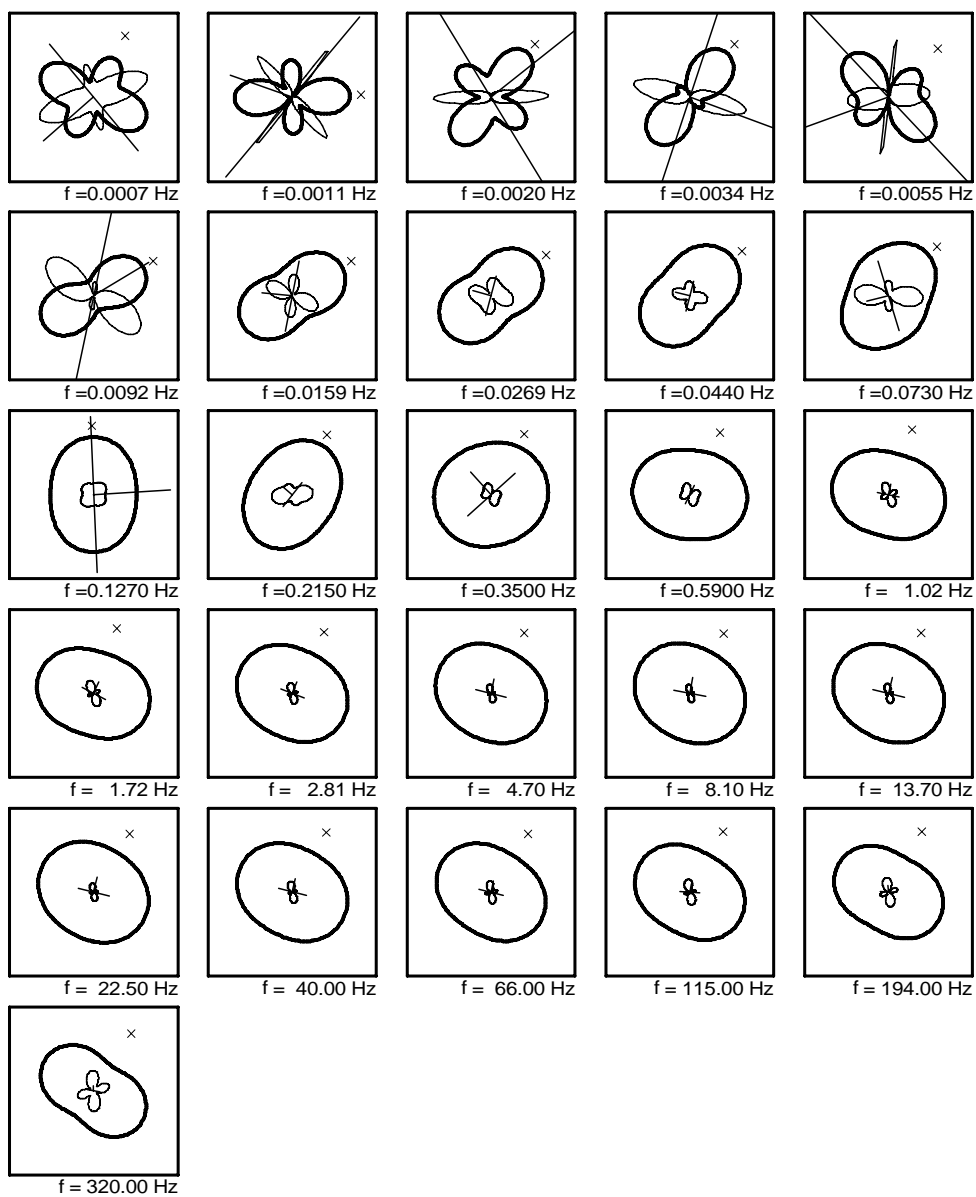 f =0.0007 Hz f =0.0011 Hz f =0.0020 Hz f =0.0034 Hz f =0.0055 Hz
f =0.0092 Hz f =0.0159 Hz f =0.0269 Hz f =0.0440 Hz f =0.0730 Hz
f =0.1270 Hz f =0.2150 Hz f =0.3500 Hz f =0.5900 Hz f = 1.02 Hz
f = 1.72 Hz f = 2.81 Hz f = 4.70 Hz f = 8.10 Hz f = 13.70 Hz
f = 22.50 Hz f = 40.00 Hz f = 66.00 Hz f = 115.00 Hz f = 194.00 Hz
f = 320.00 Hz